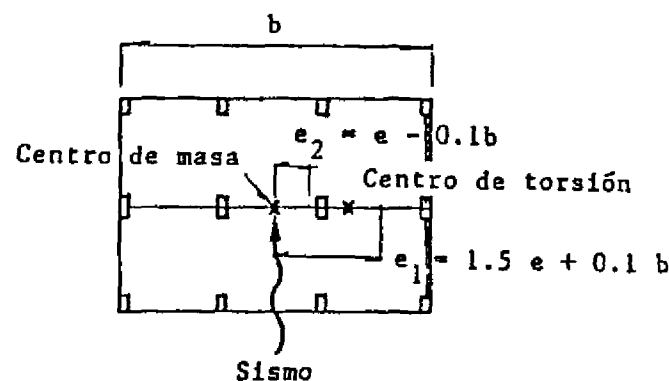 b
e₂ = e - 0.1b
Centro de masa
Centro de torsión
e₁ = 1.5 e + 0.1 b
Sismo